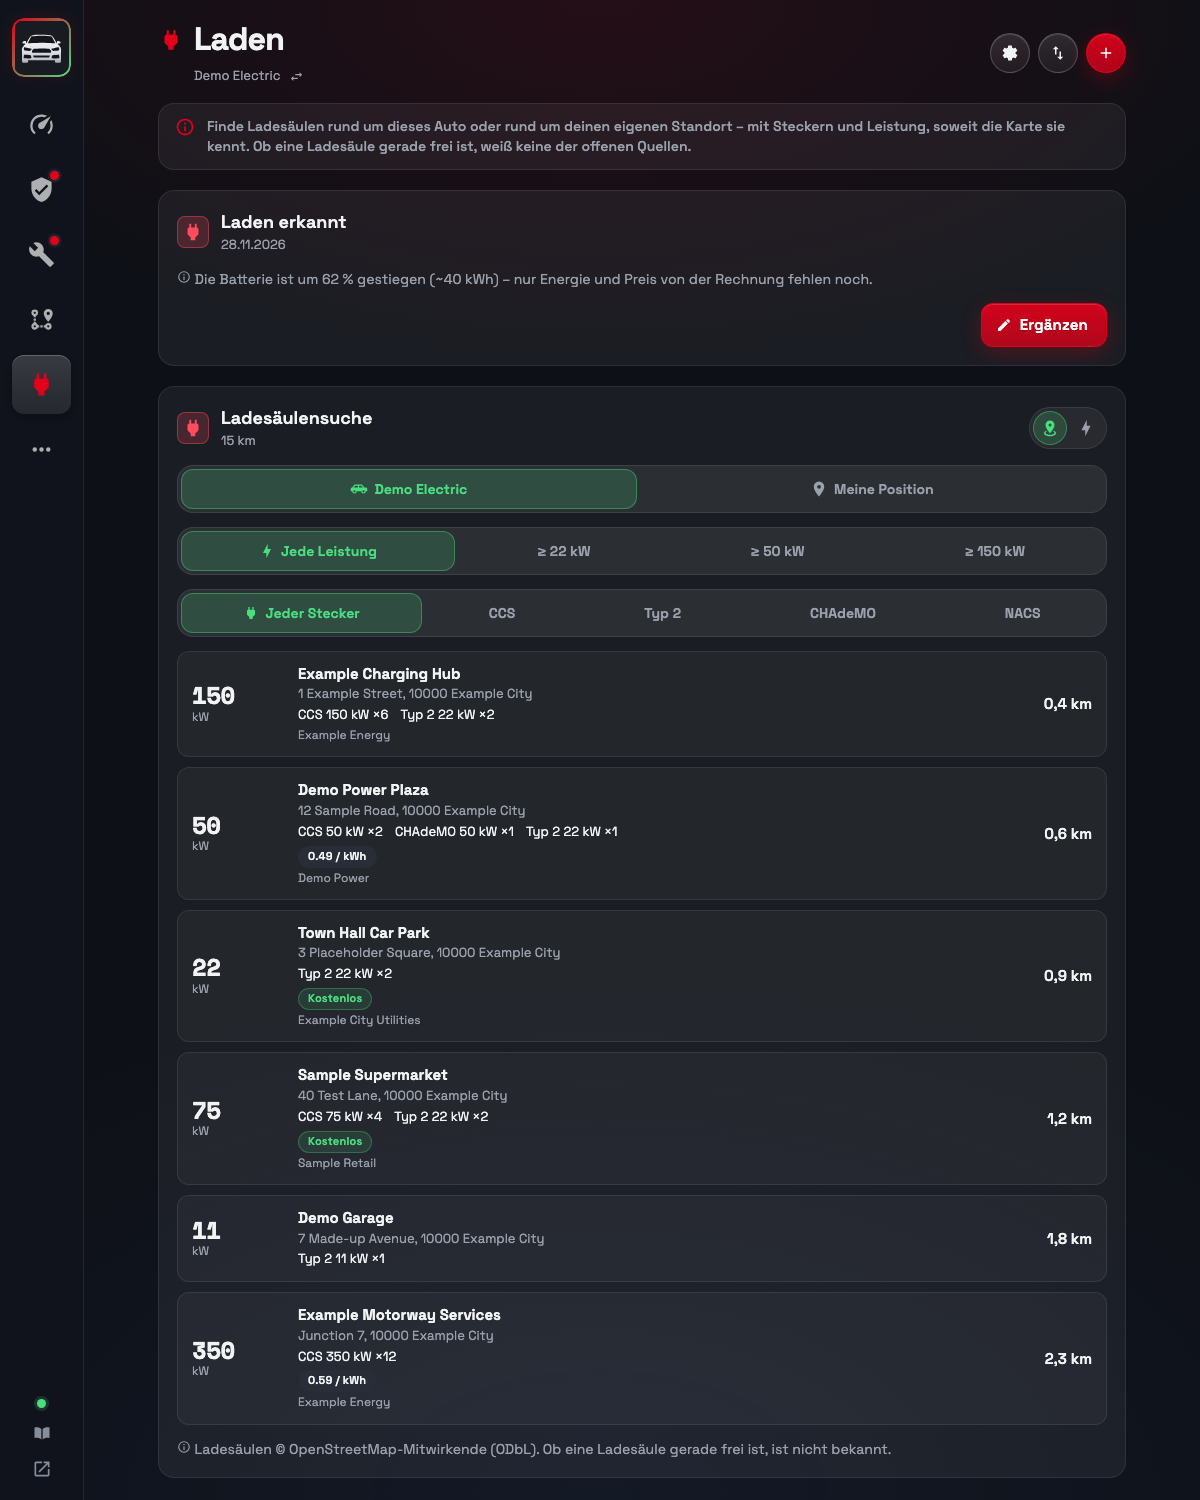 Laden
Demo Electric
Finde Ladesäulen rund um dieses Auto oder rund um deinen eigenen Standort – mit Steckern und Leistung, soweit die Karte sie
kennt. Ob eine Ladesäule gerade frei ist, weiß keine der offenen Quellen.
Laden erkannt
28.11.2026
Die Batterie ist um 62 % gestiegen (~40 kWh) – nur Energie und Preis von der Rechnung fehlen noch.
Ergänzen
Ladesäulensuche
15 km
Demo Electric
Meine Position
Jede Leistung
≥ 22 kW
≥ 50 kW
≥ 150 kW
Jeder Stecker
CCS
Typ 2
CHAdeMO
NACS
150
kW
Example Charging Hub
1 Example Street, 10000 Example City
CCS 150 kW ×6 Typ 2 22 kW ×2
Example Energy
0,4 km
50
kW
Demo Power Plaza
12 Sample Road, 10000 Example City
CCS 50 kW ×2 CHAdeMO 50 kW ×1 Typ 2 22 kW ×1
0.49 / kWh
Demo Power
0,6 km
22
kW
Town Hall Car Park
3 Placeholder Square, 10000 Example City
Typ 2 22 kW ×2
Kostenlos
Example City Utilities
0,9 km
75
kW
Sample Supermarket
40 Test Lane, 10000 Example City
CCS 75 kW ×4 Typ 2 22 kW ×2
Kostenlos
Sample Retail
1,2 km
11
kW
Demo Garage
7 Made-up Avenue, 10000 Example City
Typ 2 11 kW ×1
1,8 km
350
kW
Example Motorway Services
Junction 7, 10000 Example City
CCS 350 kW ×12
0.59 / kWh
Example Energy
2,3 km
Ladesäulen © OpenStreetMap-Mitwirkende (ODbL). Ob eine Ladesäule gerade frei ist, ist nicht bekannt.